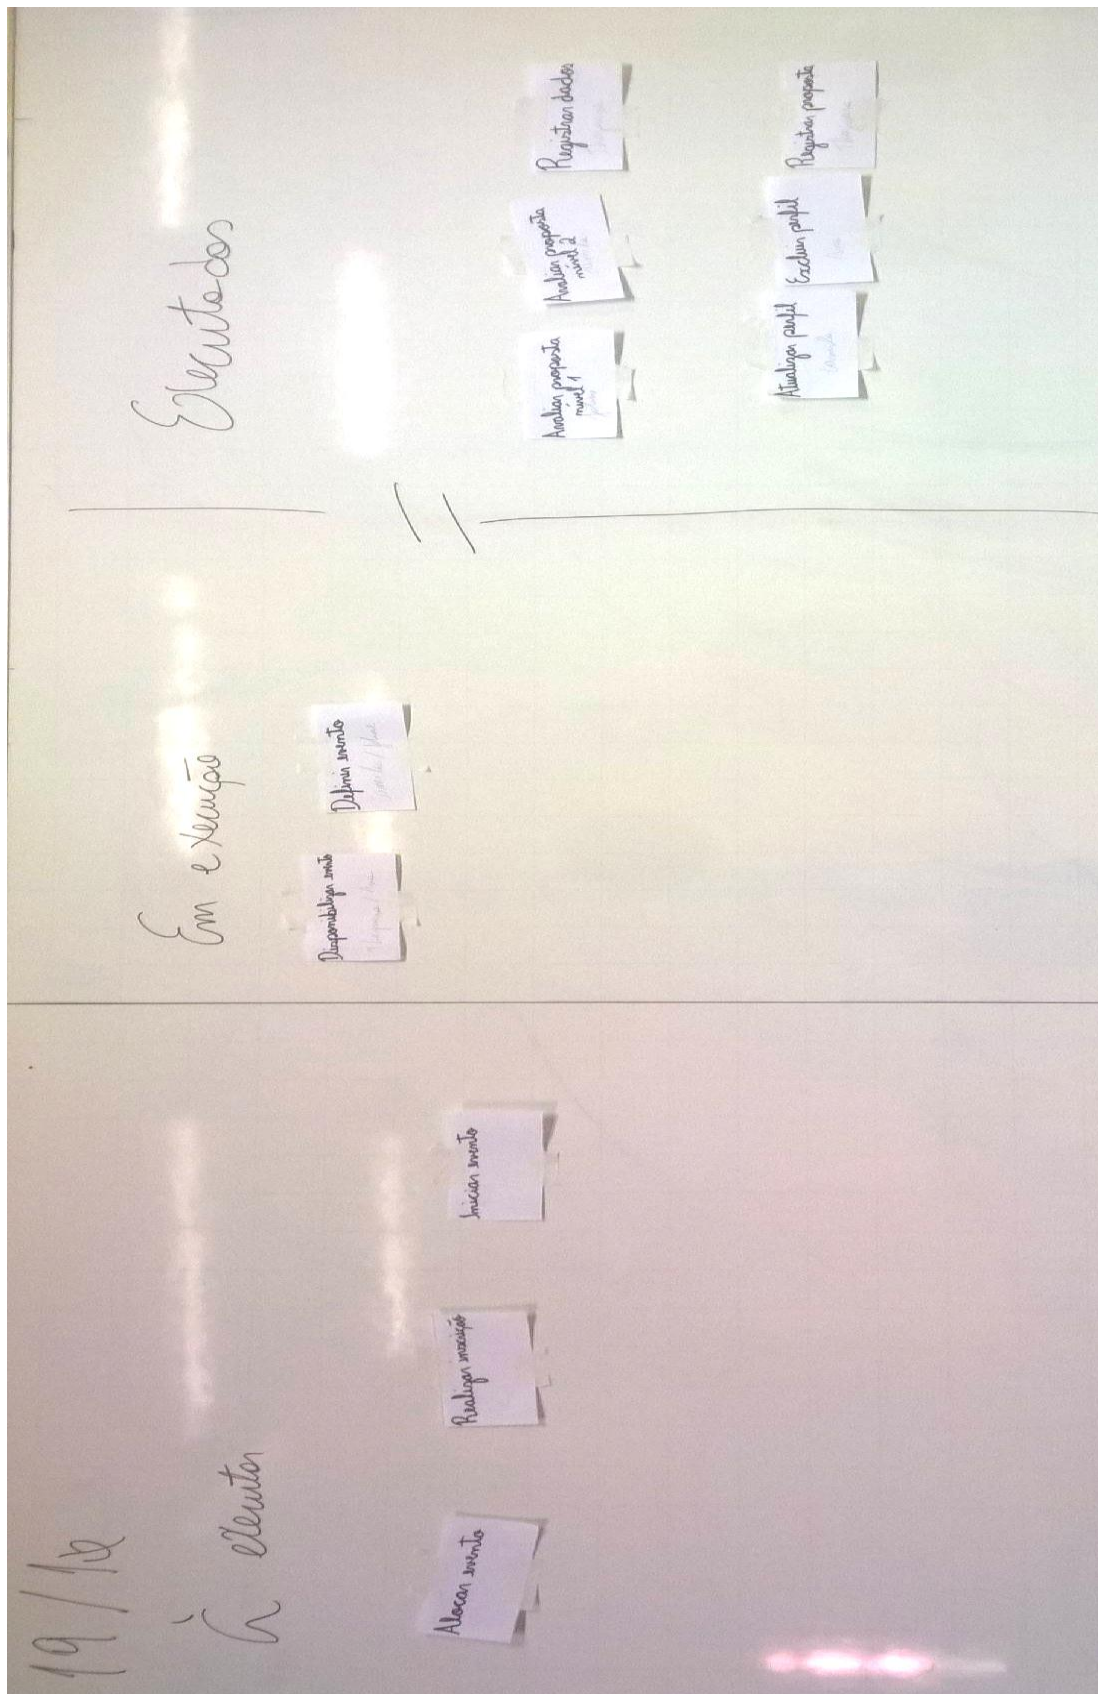 19/10
À executar
Alocar evento
Realizar inscrição
Iniciar evento
Em execução
Disponibilizar evento
Definir evento
Executados
Avaliar proposta
nível 1
Avaliar proposta
nível 2
Registrar dados
Atualizar perfil
Excluir perfil
Registrar proposta